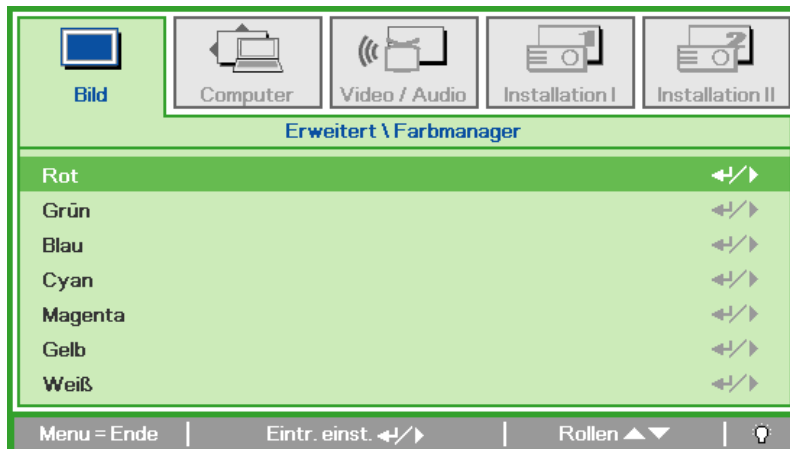 Bild
Computer
Video / Audio
Installation I
Installation II
Erweitert \ Farbmanager
Rot
Grün
Blau
Cyan
Magenta
Gelb
Weiß
Menu = Ende
Eintr. einst. ↵/▶
Rollen ▲▼